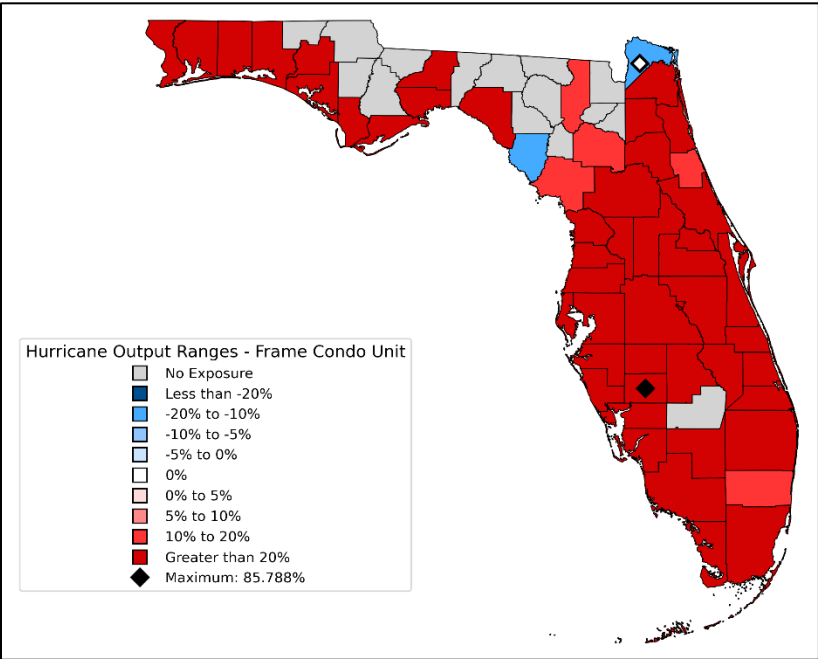 Hurricane Output Ranges - Frame Condo Unit
No Exposure
Less than -20%
-20% to -10%
-10% to -5%
-5% to 0%
0%
0% to 5%
5% to 10%
10% to 20%
Greater than 20%
Maximum: 85.788%